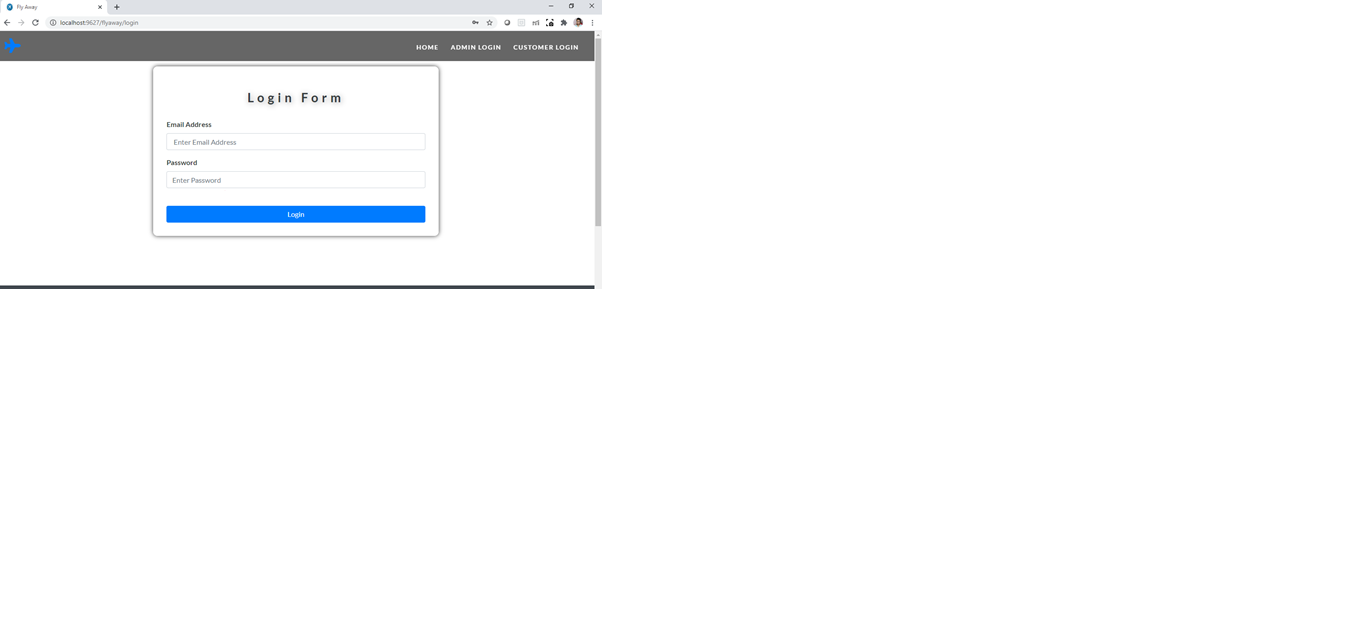 Fly Away
localhost:9627/flyaway/login
HOME ADMIN LOGIN CUSTOMER LOGIN
Login Form
Email Address
Enter Email Address
Password
Enter Password
Login